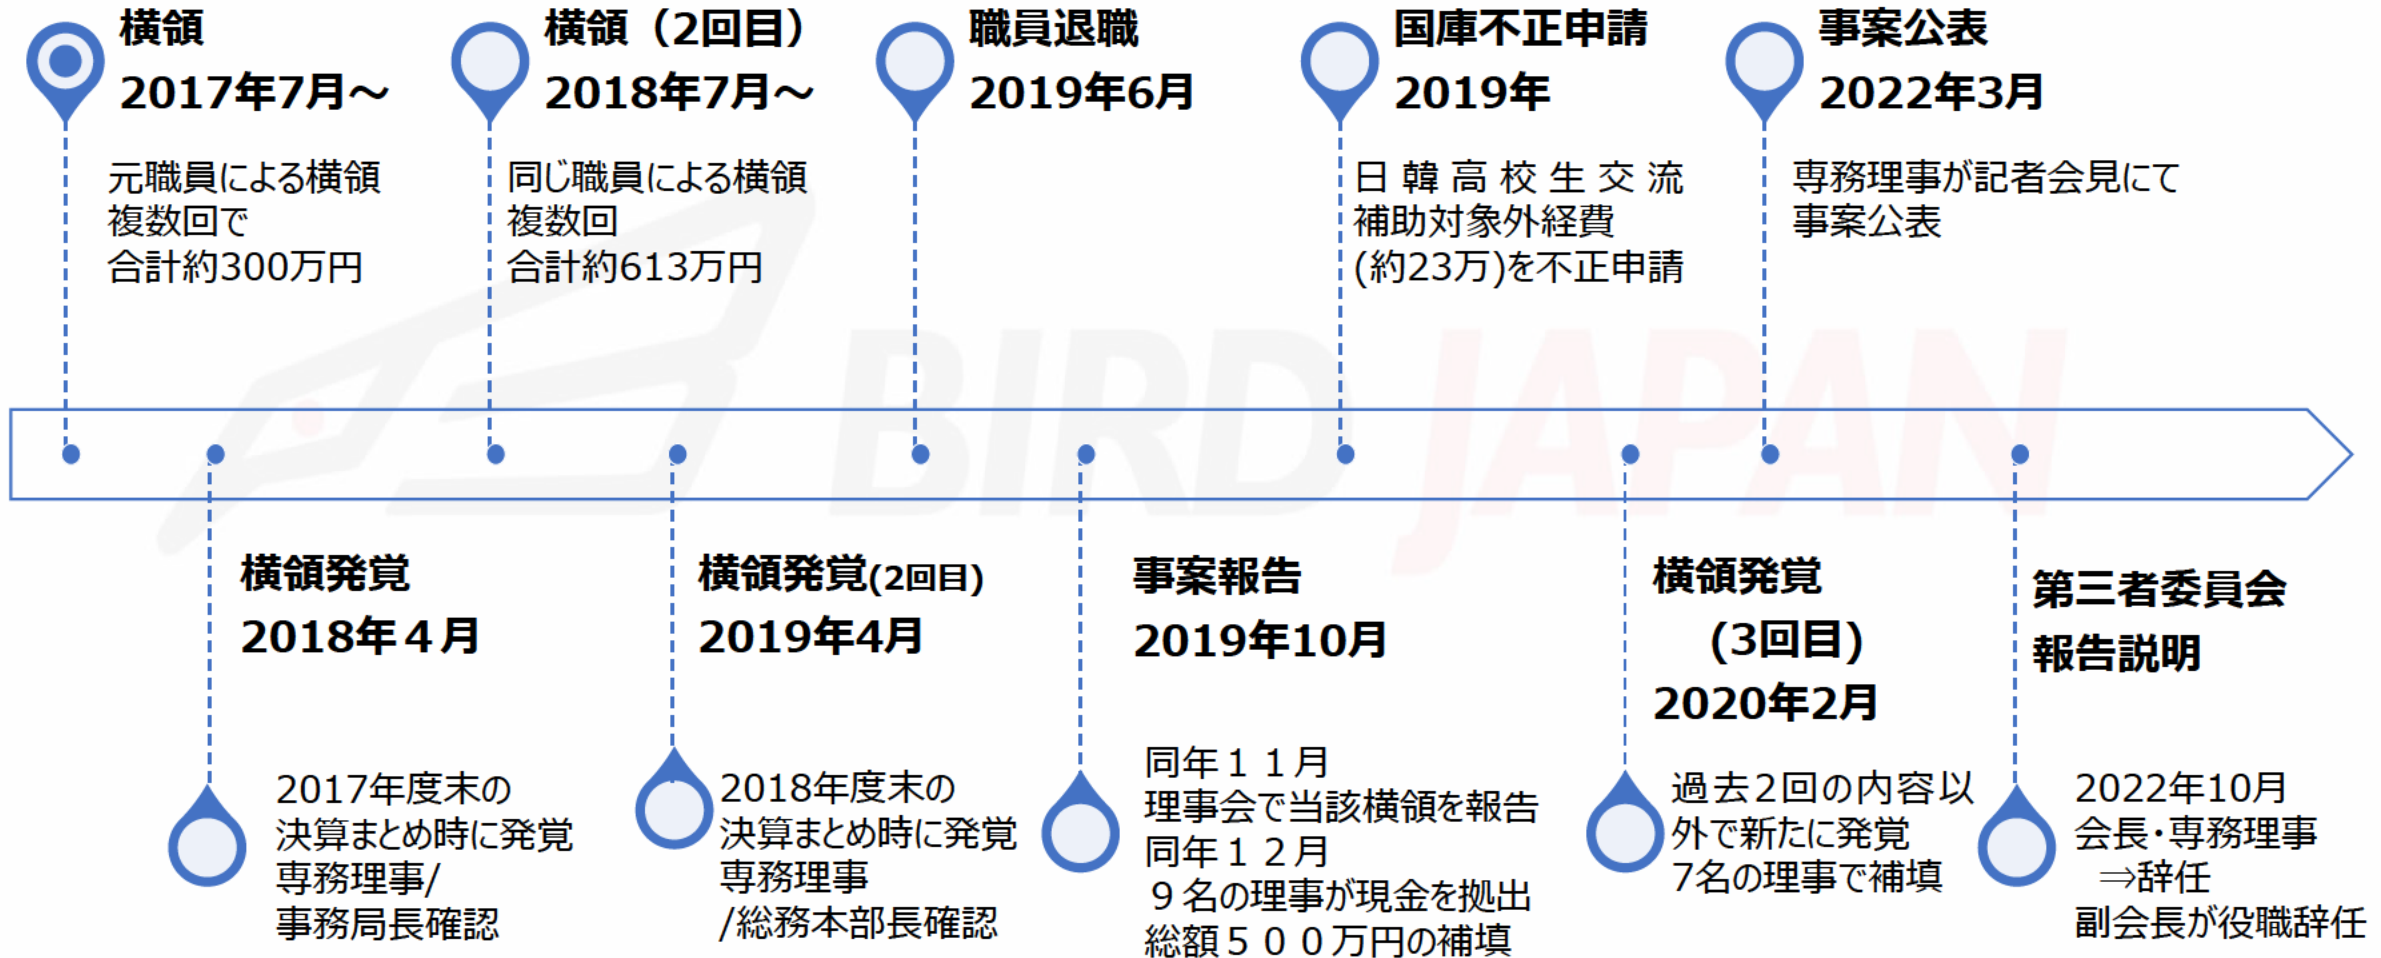 横領
2017年7月～
元職員による横領
複数回で
合計約300万円
横領（2回目）
2018年7月～
同じ職員による横領
複数回
合計約613万円
職員退職
2019年6月
国庫不正申請
2019年
日韓高校生交流
補助対象外経費
(約23万)を不正申請
事案公表
2022年3月
専務理事が記者会見にて
事案公表
BIRD JAPAN
横領発覚
2018年４月
2017年度末の
決算まとめ時に発覚
専務理事/
事務局長確認
横領発覚(2回目)
2019年4月
2018年度末の
決算まとめ時に発覚
専務理事
/総務本部長確認
事案報告
2019年10月
同年１１月
理事会で当該横領を報告
同年１２月
９名の理事が現金を拠出
総額５００万円の補填
横領発覚
(3回目)
2020年2月
過去2回の内容以
外で新たに発覚
7名の理事で補填
第三者委員会
報告説明
2022年10月
会長・専務理事
⇒辞任
副会長が役職辞任